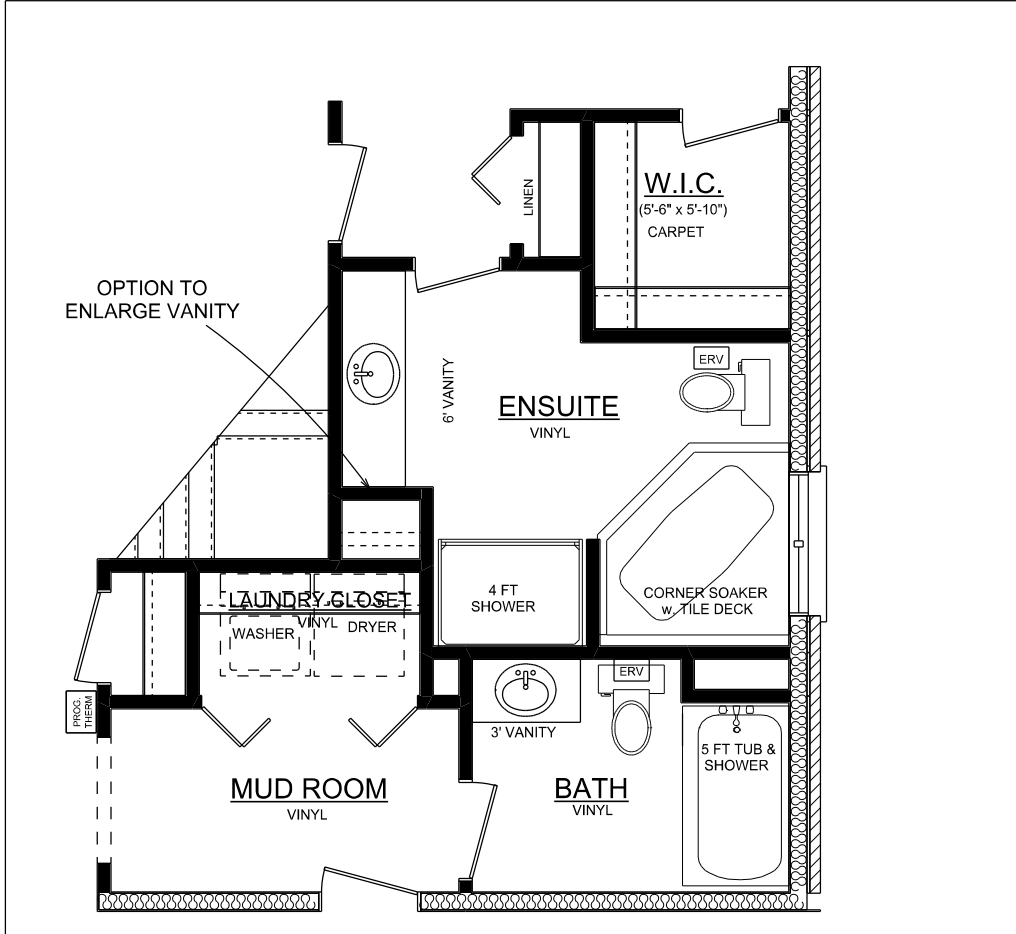 LINEN
W.I.C.
(5'-6" x 5'-10")
CARPET
OPTION TO
ENLARGE VANITY
6' VANITY
ERV
ENSUITE
VINYL
4 FT
SHOWER
CORNER SOAKER
w. TILE DECK
LAUNDRY CLOSET
VINYL
WASHER
DRYER
ERV
PROG.
THERM
3' VANITY
5 FT TUB &
SHOWER
MUD ROOM
VINYL
BATH
VINYL